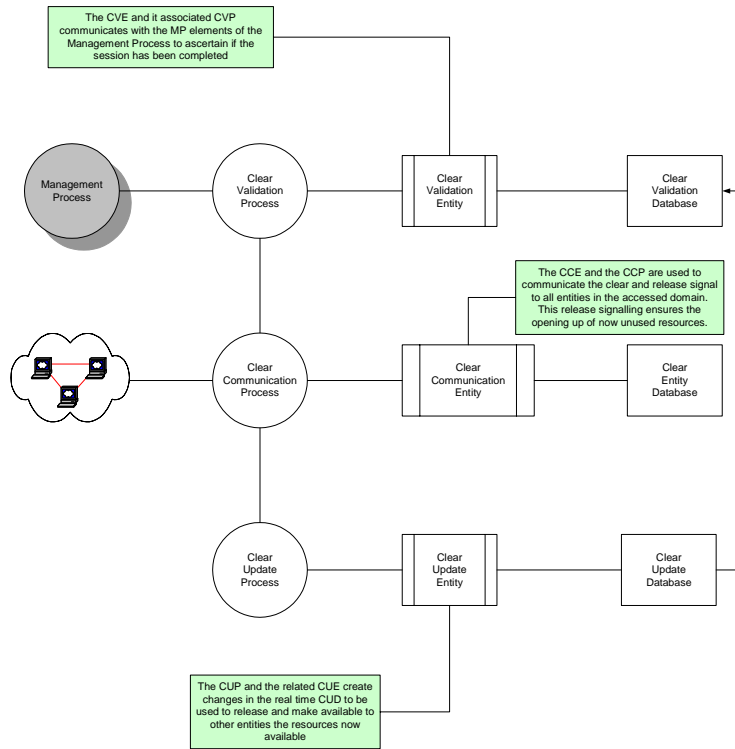 The CVE and it associated CVP
communicates with the MP elements of the
Management Process to ascertain if the
session has been completed
Management
Process
Clear
Validation
Process
Clear
Validation
Entity
Clear
Validation
Database
The CCE and the CCP are used to
communicate the clear and release signal
to all entities in the accessed domain.
This release signalling ensures the
opening up of now unused resources.
Clear
Communication
Process
Clear
Communication
Entity
Clear
Entity
Database
Clear
Update
Process
Clear
Update
Entity
Clear
Update
Database
The CUP and the related CUE create
changes in the real time CUD to be
used to release and make available to
other entities the resources now
available